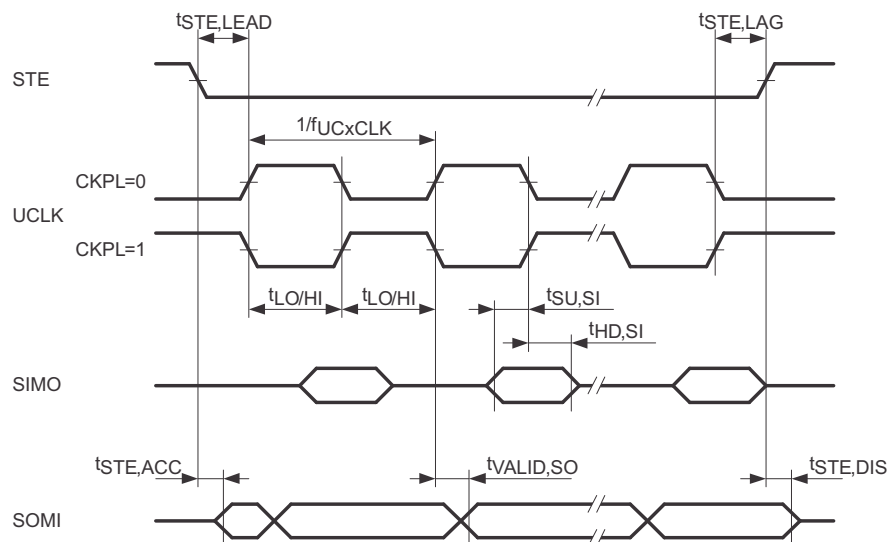 tSTE,LEAD
tSTE,LAG
STE
1/fUCxCLK
CKPL=0
UCLK
CKPL=1
tLO/HI
tLO/HI
tSU,SI
tHD,SI
SIMO
tSTE,ACC
tVALID,SO
tSTE,DIS
SOMI